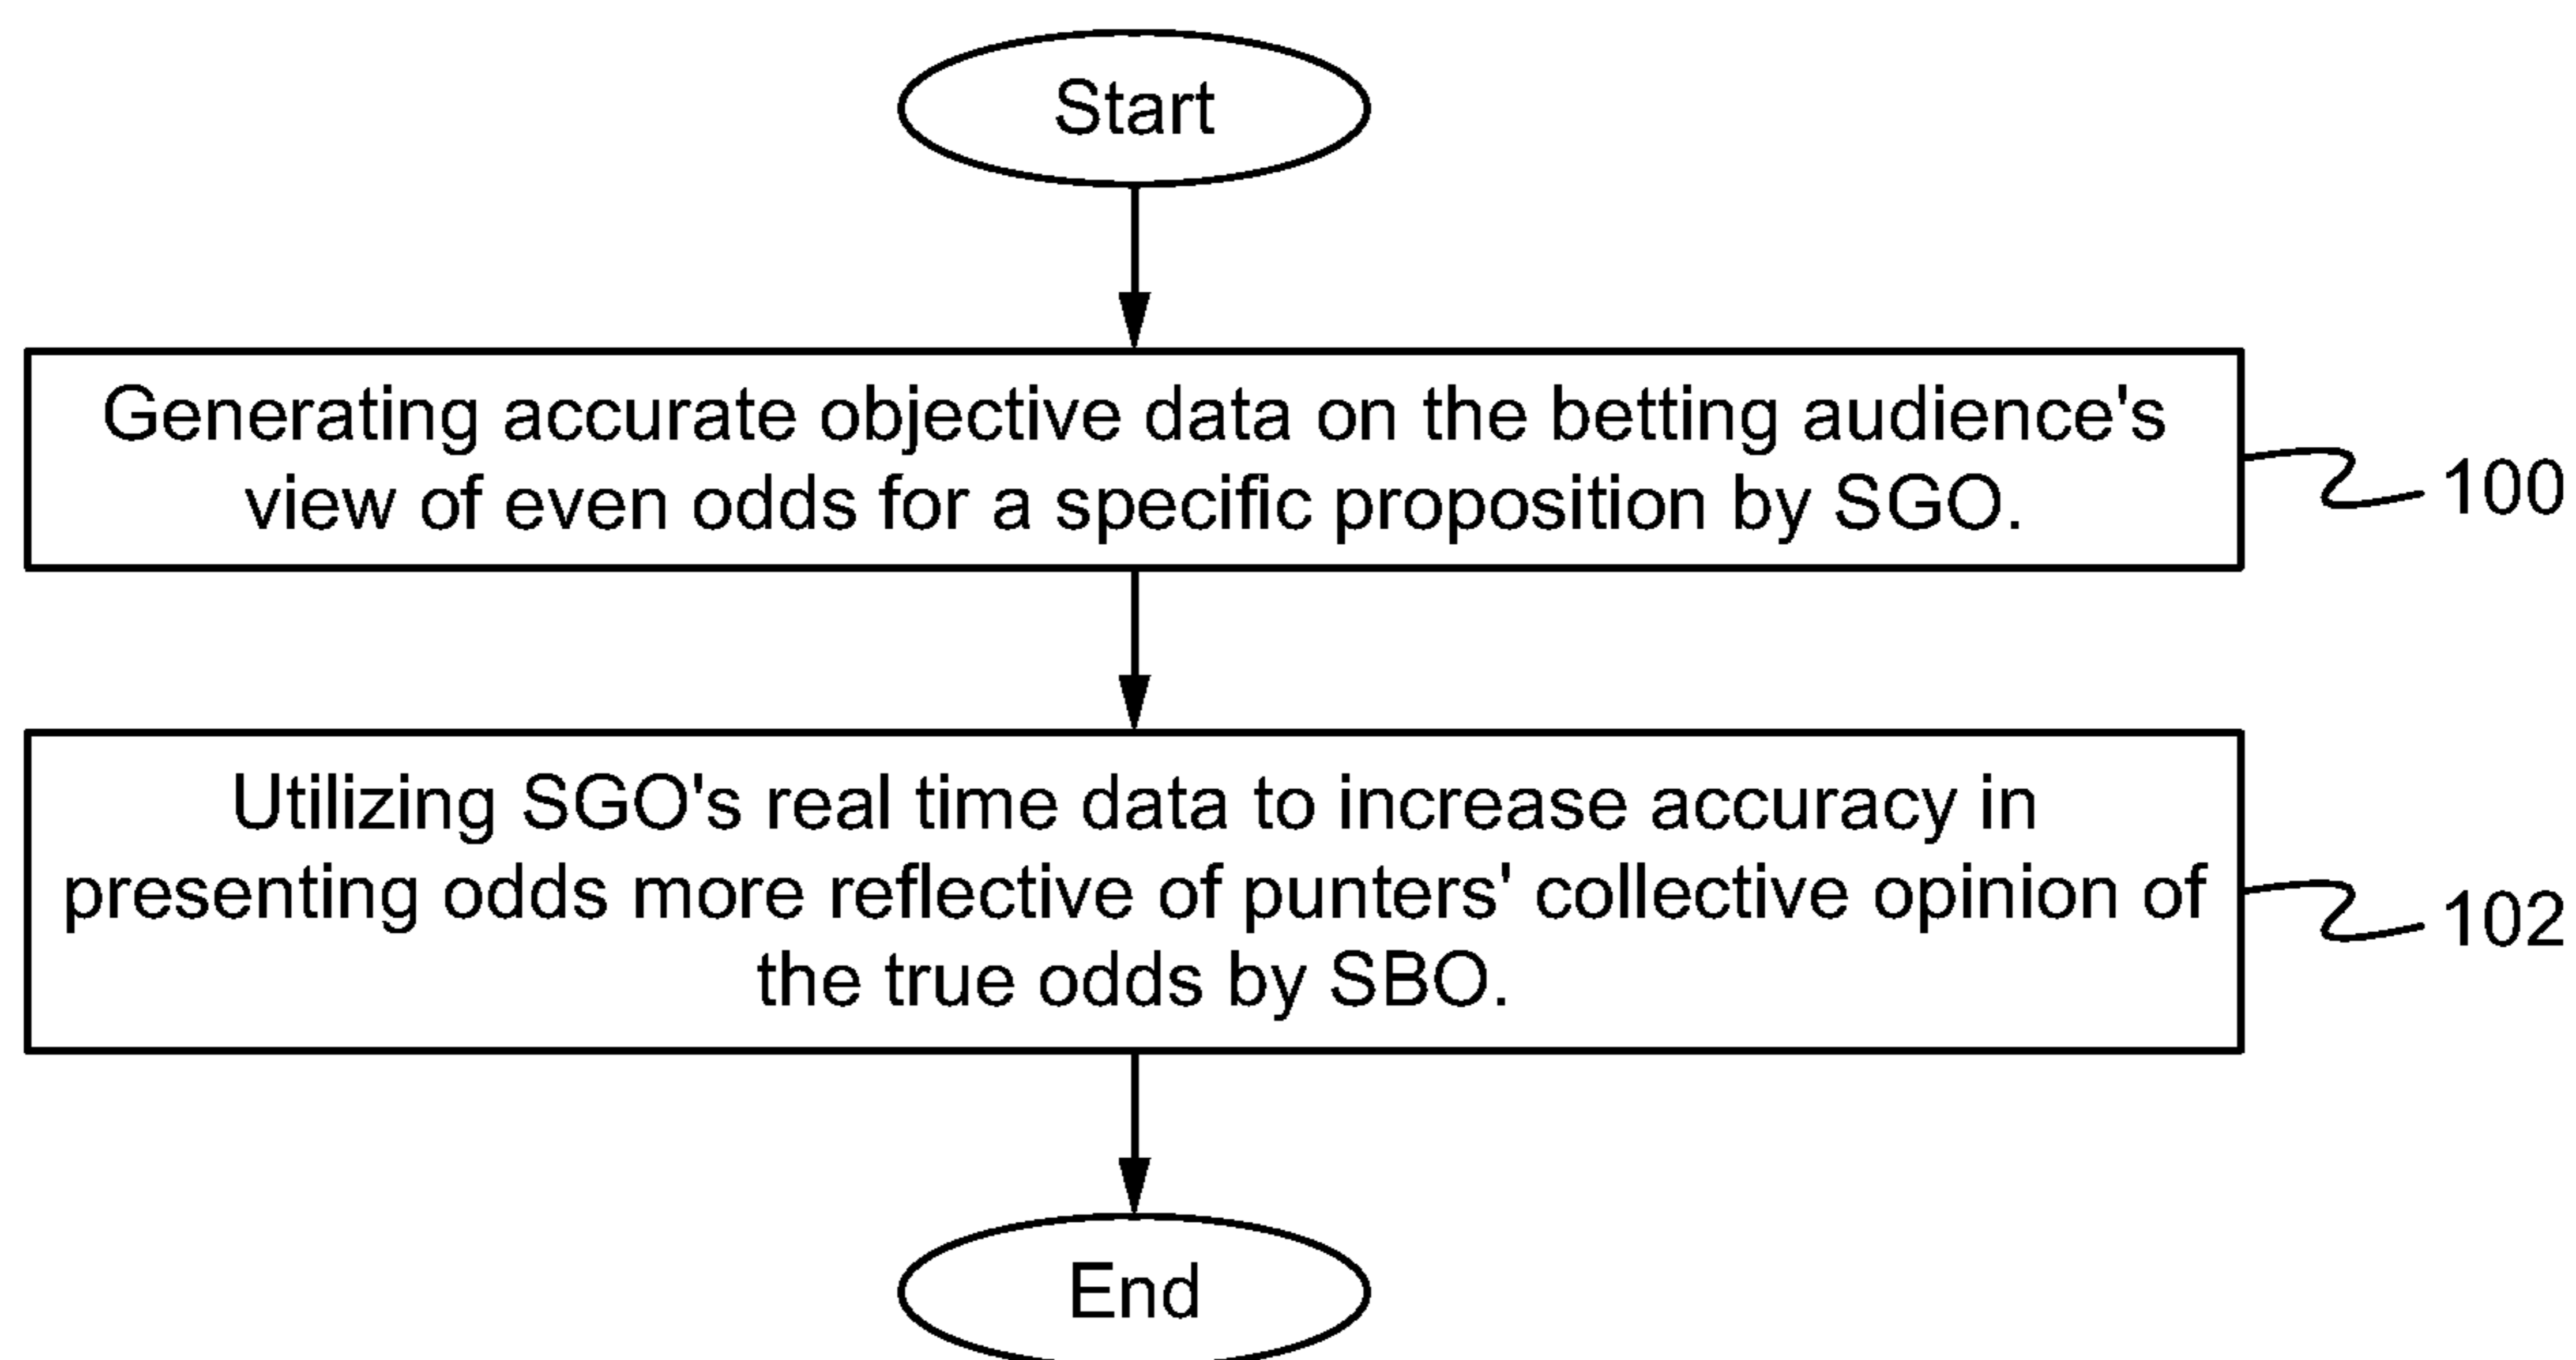 Start
Generating accurate objective data on the betting audience's
view of even odds for a specific proposition by SGO.
100
Utilizing SGO's real time data to increase accuracy in
presenting odds more reflective of punters' collective opinion of
the true odds by SBO.
102
End